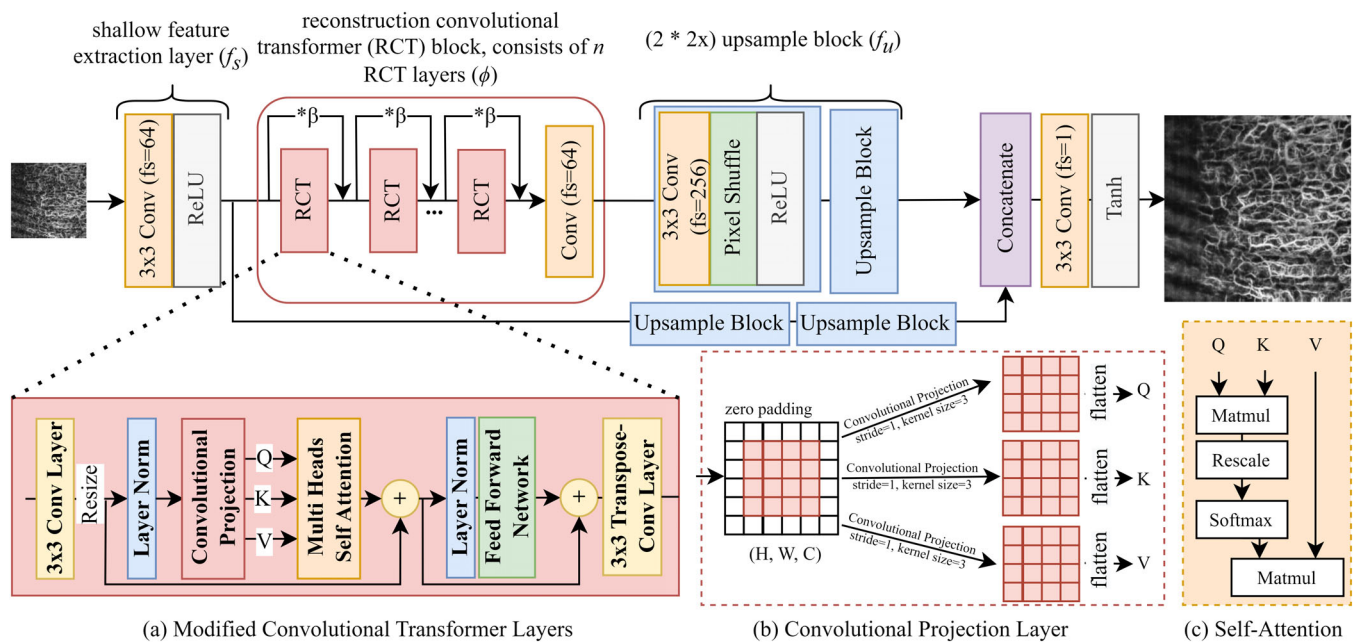 shallow feature
extraction layer (fs)
reconstruction convolutional
transformer (RCT) block, consists of n
RCT layers (ϕ)
(2 * 2x) upsample block (fu)
3x3 Conv (fs=64)
ReLU
*β
*β
*β
RCT
RCT
...
RCT
Conv (fs=64)
3x3 Conv
(fs=256)
Pixel Shuffle
ReLU
Upsample Block
Concatenate
3x3 Conv (fs=1)
Tanh
Upsample Block
Upsample Block
3x3 Conv Layer
Resize
Layer Norm
Convolutional
Projection
Q
K
V
Multi Heads
Self Attention
+
Layer Norm
Feed Forward
Network
+
3x3 Transpose-
Conv Layer
(a) Modified Convolutional Transformer Layers
zero padding
(H, W, C)
Convolutional Projection
stride=1, kernel size=3
Convolutional Projection
stride=1, kernel size=3
Convolutional Projection
stride=1, kernel size=3
flatten
Q
flatten
K
flatten
V
(b) Convolutional Projection Layer
Q
K
V
Matmul
Rescale
Softmax
Matmul
(c) Self-Attention